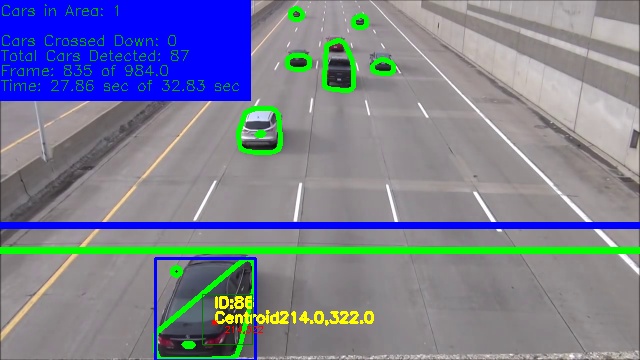 Cars in Area: 1
Cars Crossed Down: 0
Total Cars Detected: 87
Frame: 835 of 984.0
Time: 27.86 sec of 32.83 sec
ID:86
Centroid214.0,322.0